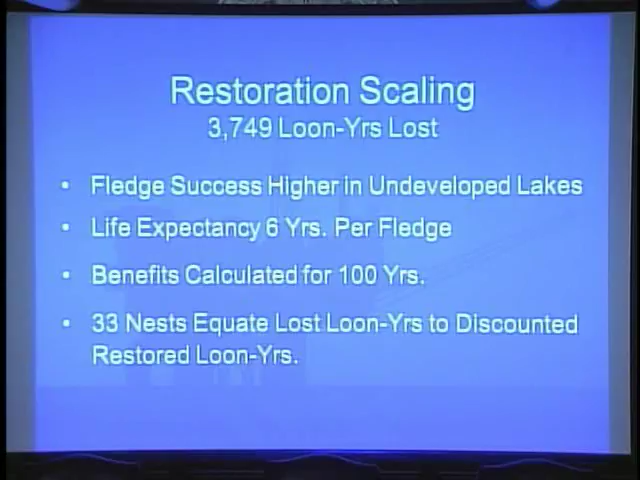 Restoration Scaling
3,749 Loon-Yrs Lost
• Fledge Success Higher in Undeveloped Lakes
• Life Expectancy 6 Yrs. Per Fledge
• Benefits Calculated for 100 Yrs.
• 33 Nests Equate Lost Loon-Yrs to Discounted
Restored Loon-Yrs.